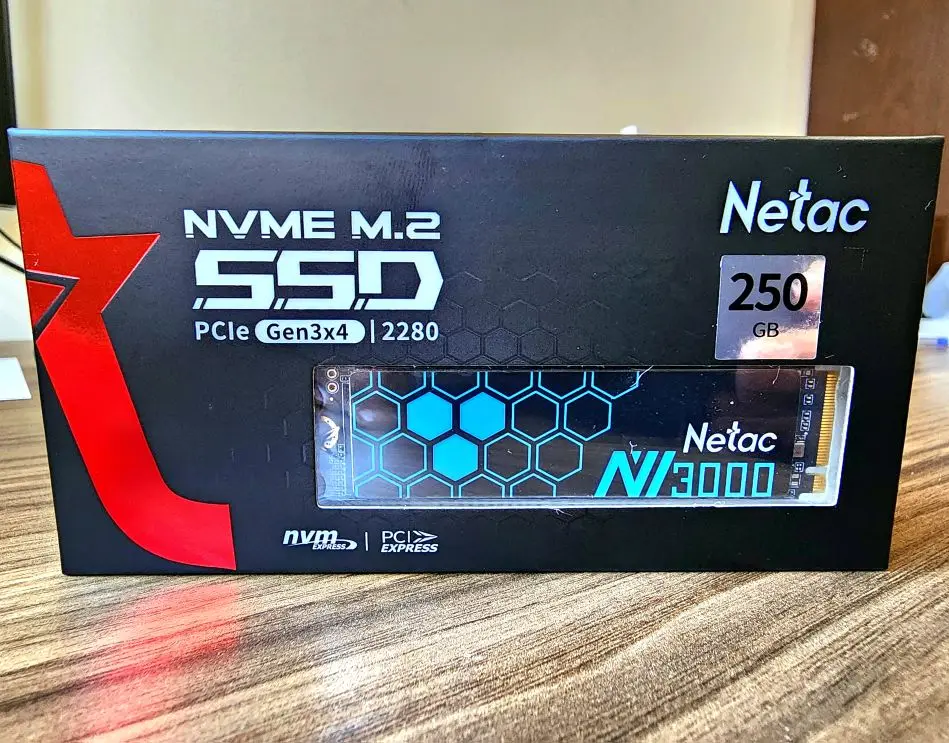 NVME M.2
SSD
PCIe Gen3x4 | 2280
Netac
250
GB
Netac
NV3000
nvm
EXPRESS
|
PCI
EXPRESS